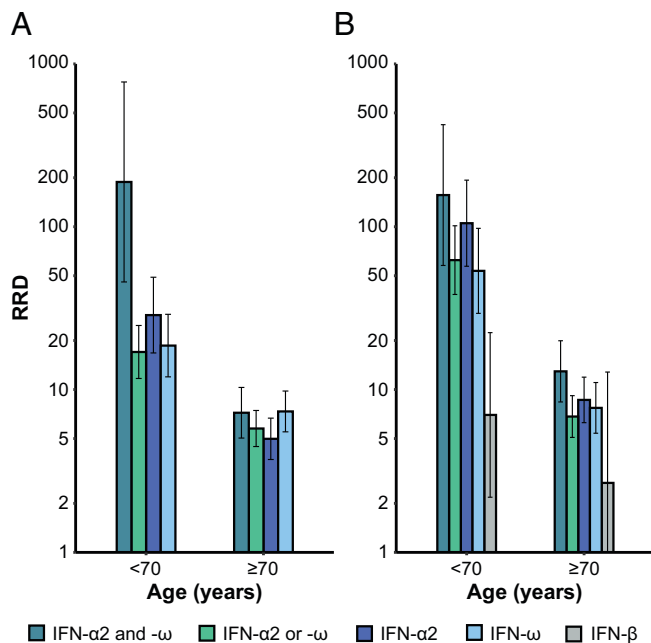 A
B
RRD
1000
500
200
100
50
20
10
5
2
1
<70
≥70
Age (years)
1000
500
200
100
50
20
10
5
2
1
<70
≥70
Age (years)
IFN-α2 and -ω
IFN-α2 or -ω
IFN-α2
IFN-ω
IFN-β